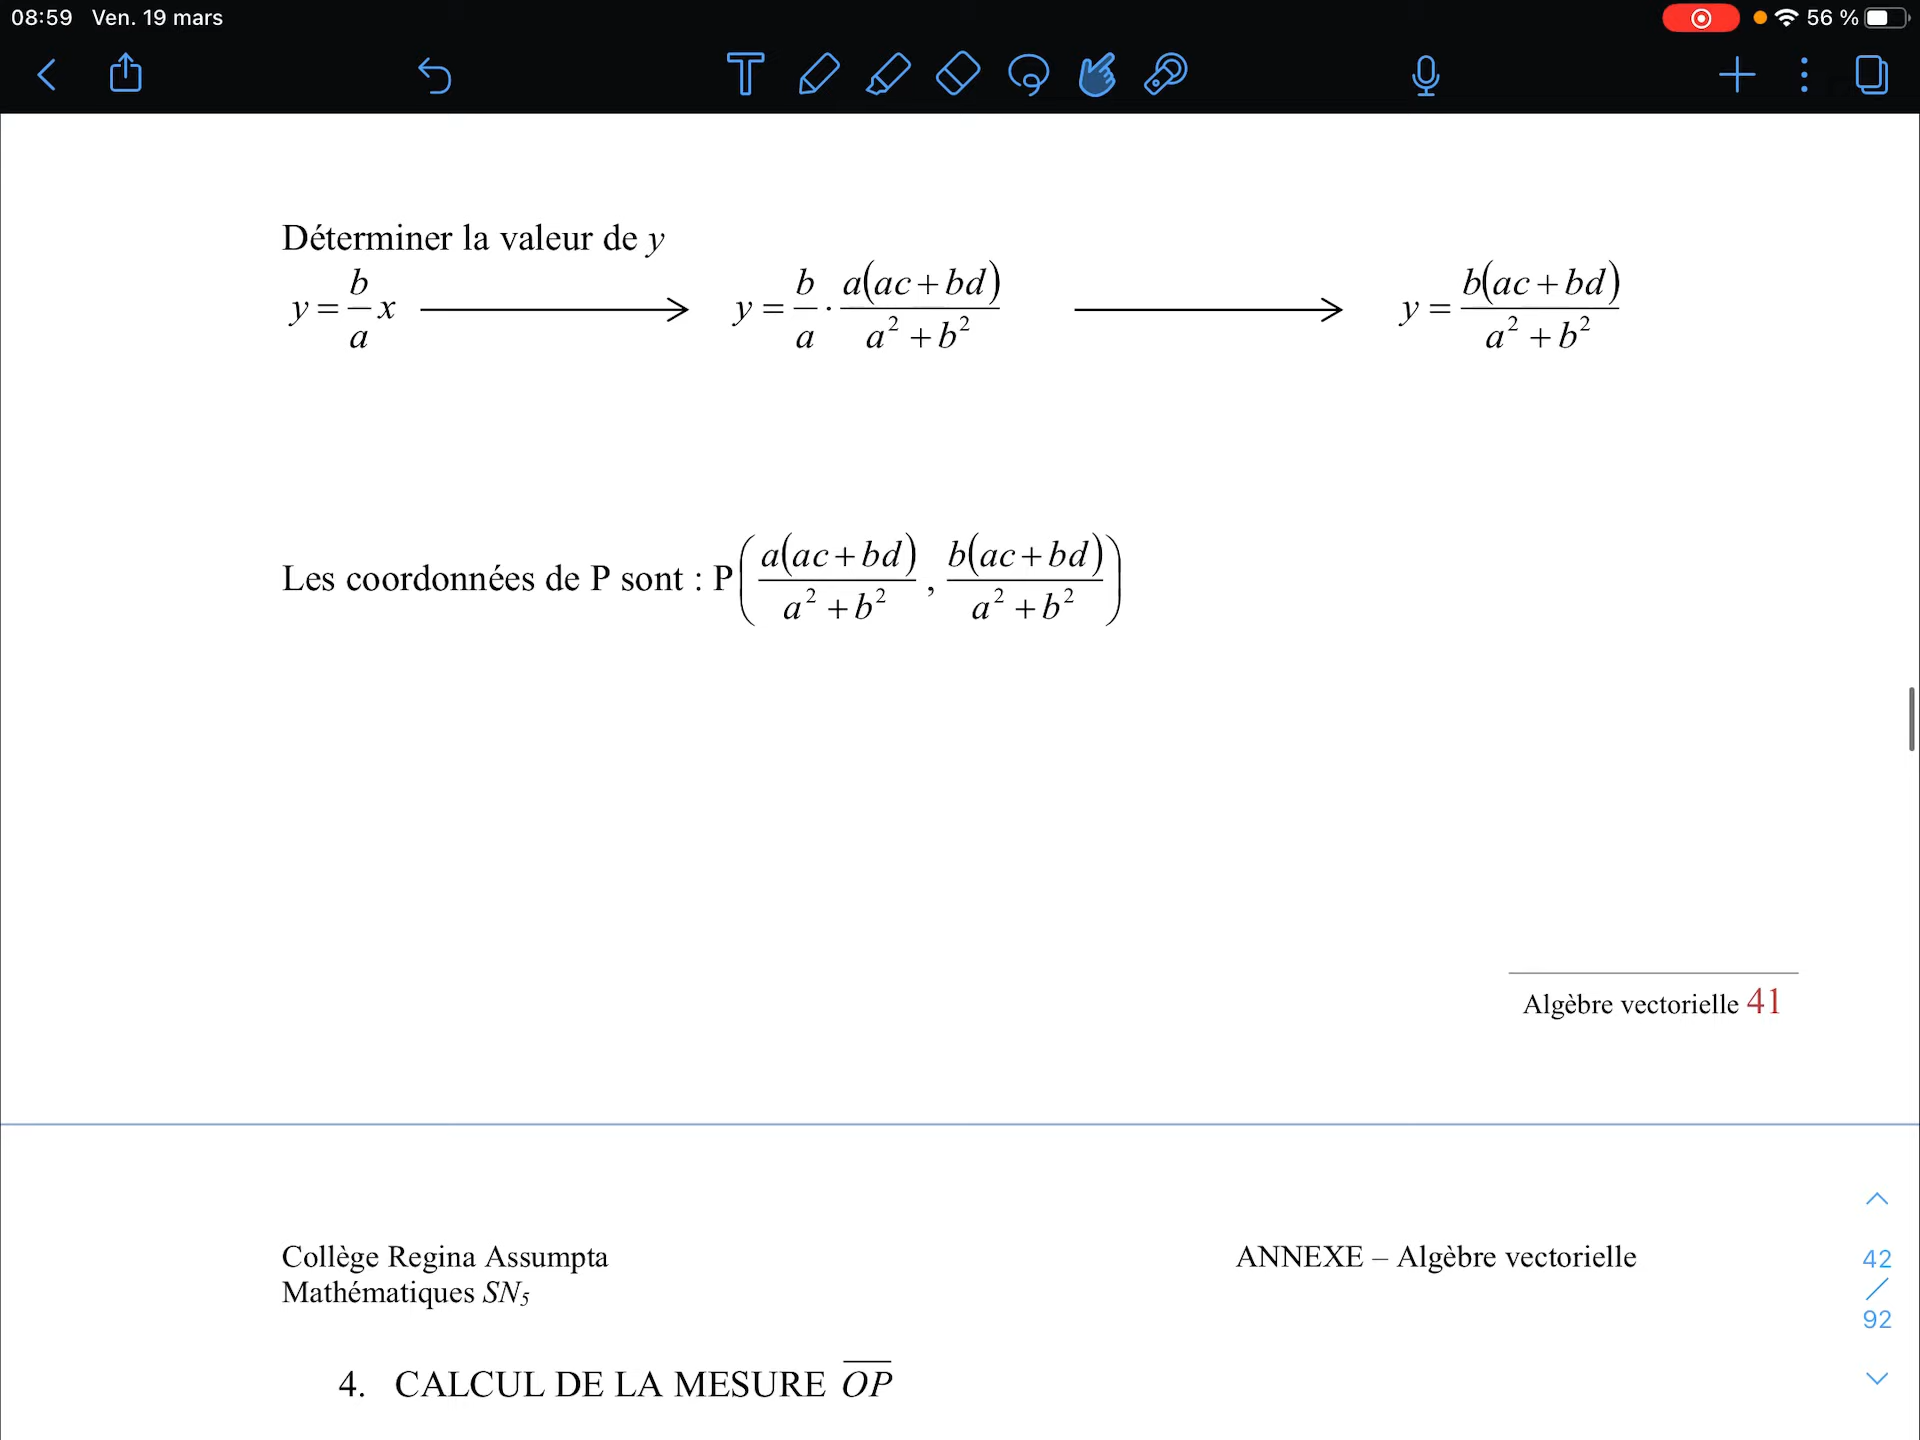 08:59 Ven. 19 mars 56 %
Déterminer la valeur de y
y = b/a x ⟶ y = b/a · a(ac + bd)/(a² + b²) ⟶ y = b(ac + bd)/(a² + b²)
Les coordonnées de P sont : P( a(ac + bd)/(a² + b²) , b(ac + bd)/(a² + b²) )
Algèbre vectorielle 41
Collège Regina Assumpta ANNEXE – Algèbre vectorielle
Mathématiques SN₅
42
/
92
4. CALCUL DE LA MESURE O̅P̅